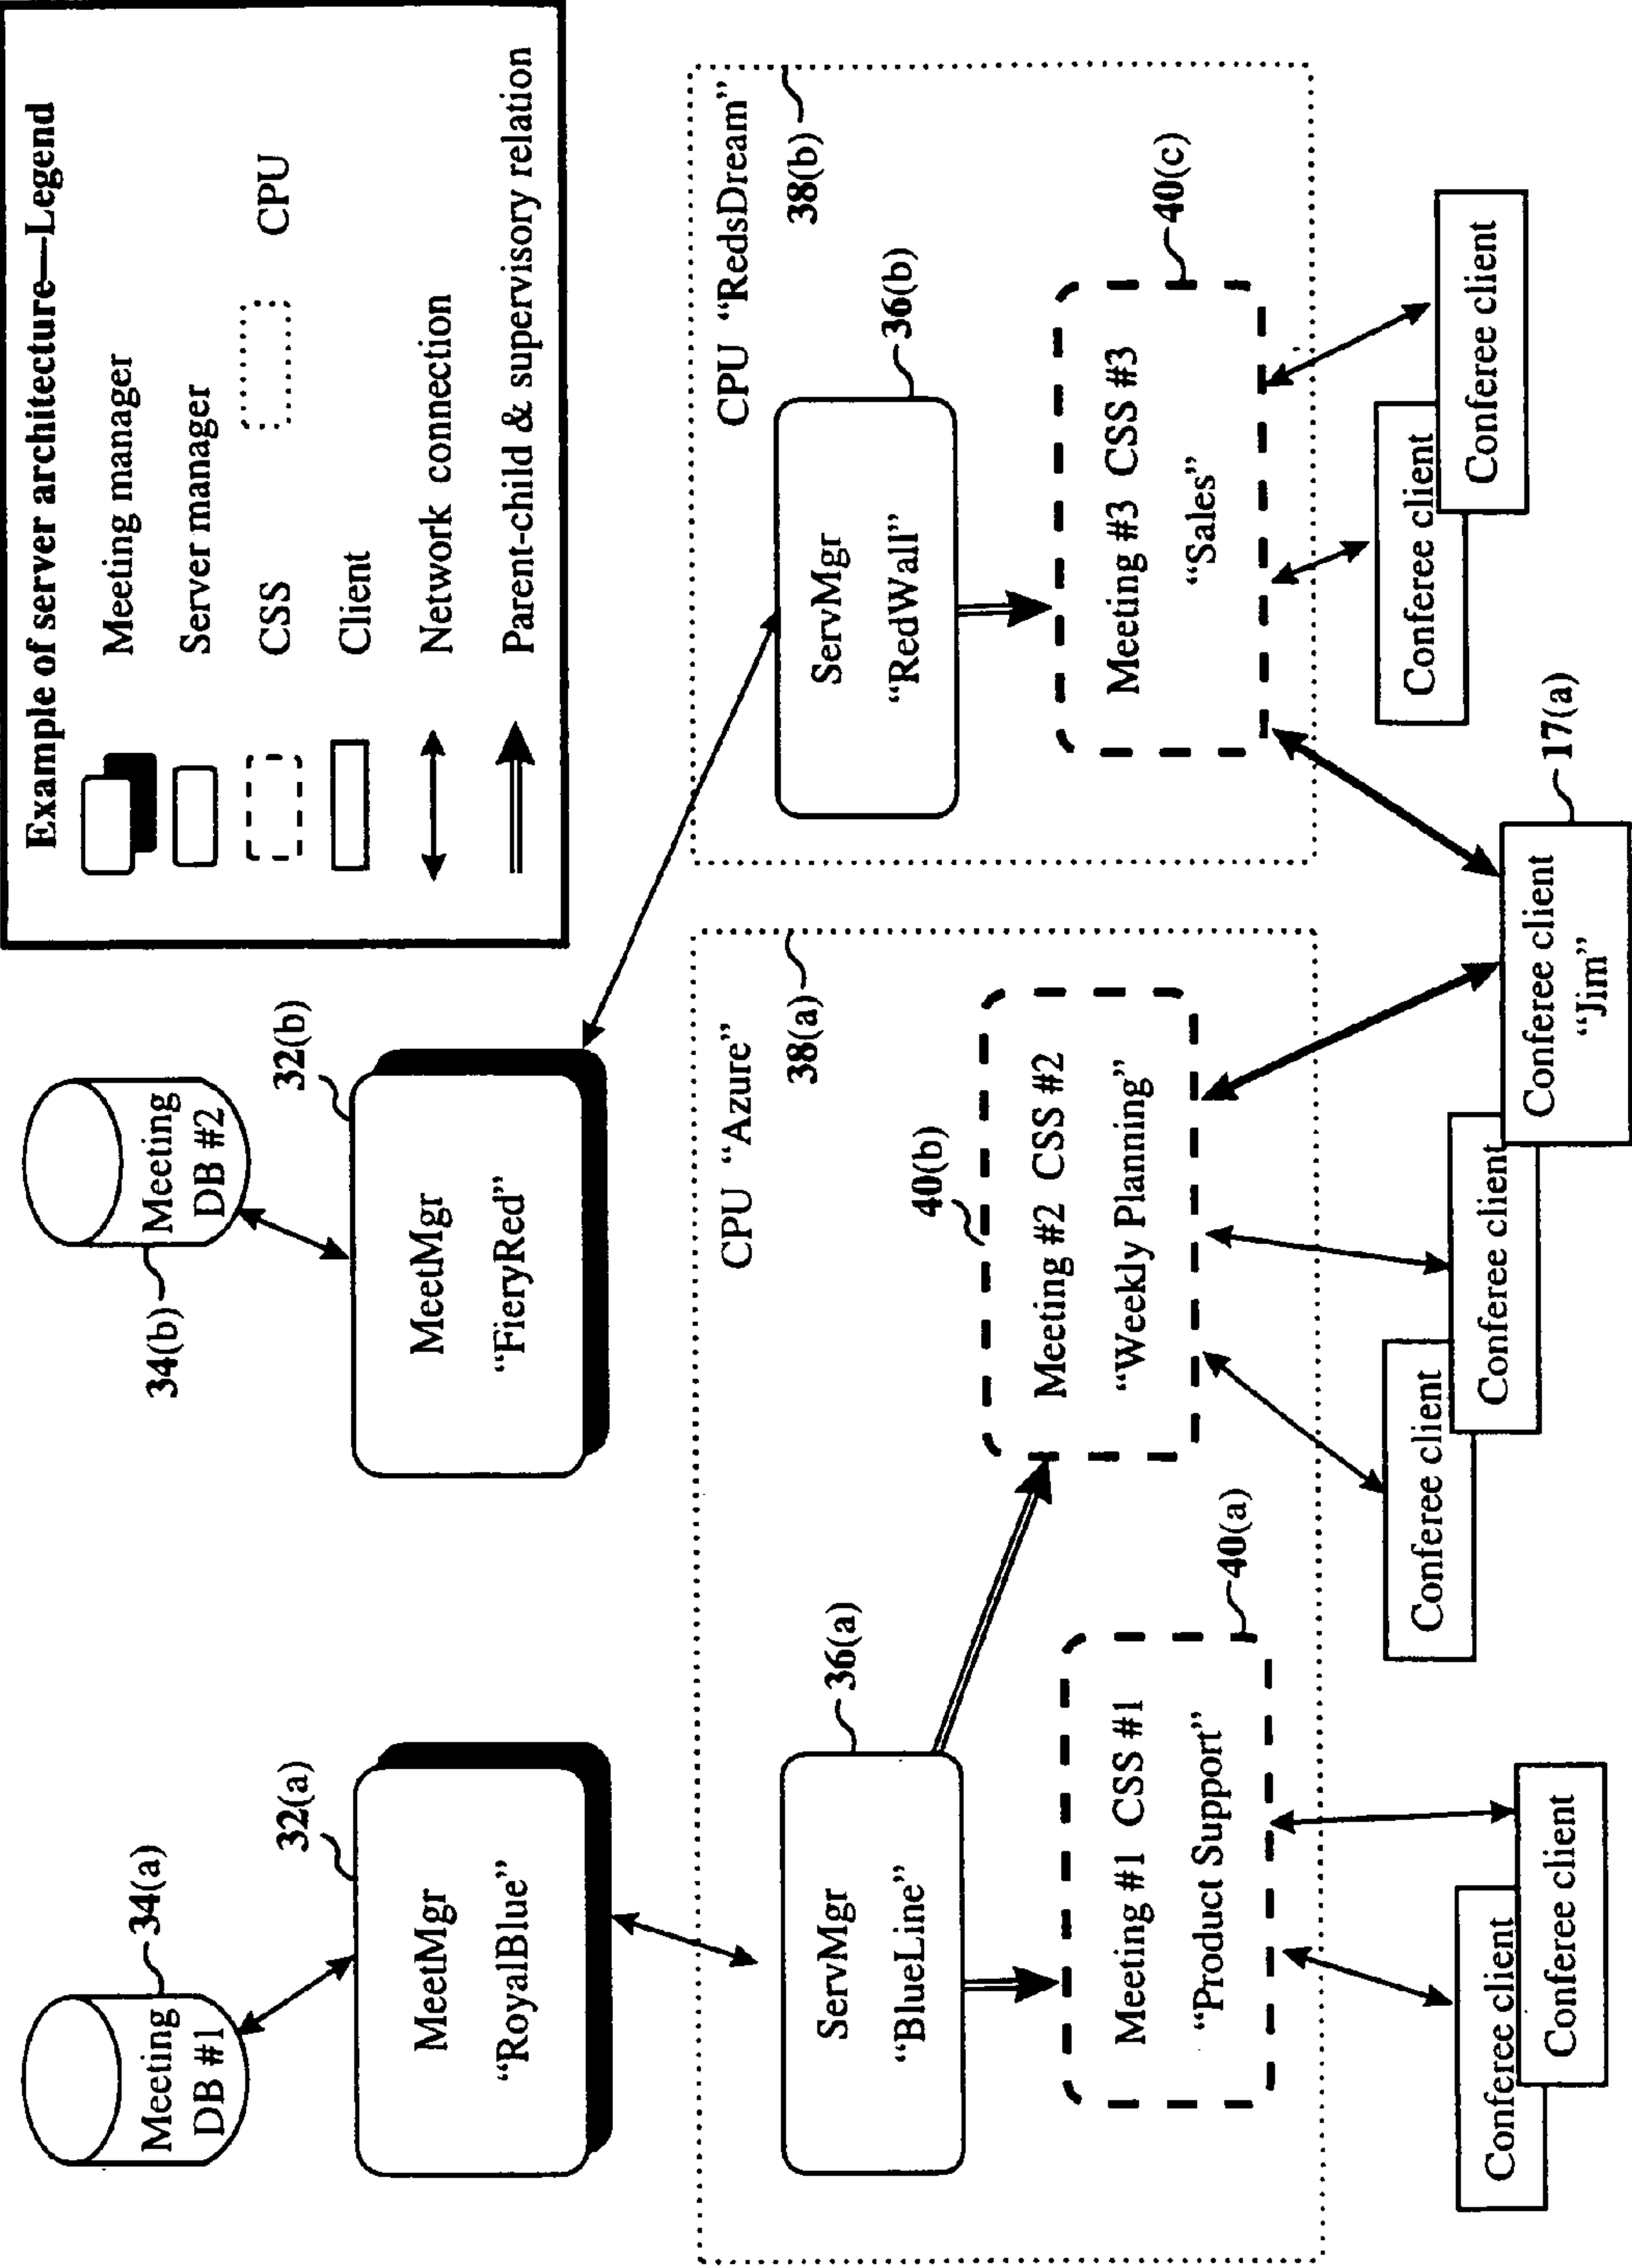 Example of server architecture—Legend
Meeting manager
Server manager
CSS
CPU
Client
Network connection
Parent-child & supervisory relation
Meeting
DB #1
34(a)
Meeting
DB #2
34(b)
32(a)
MeetMgr
“RoyalBlue”
32(b)
MeetMgr
“FieryRed”
CPU “Azure”
38(a)
CPU “RedsDream”
38(b)
ServMgr
“BlueLine”
36(a)
ServMgr
“RedWall”
36(b)
40(b)
Meeting #2 CSS #2
“Weekly Planning”
Meeting #1 CSS #1
“Product Support”
40(a)
Meeting #3 CSS #3
“Sales”
40(c)
Conferee client
Conferee client
Conferee client
Conferee client
Conferee client
“Jim”
17(a)
Conferee client
Conferee client